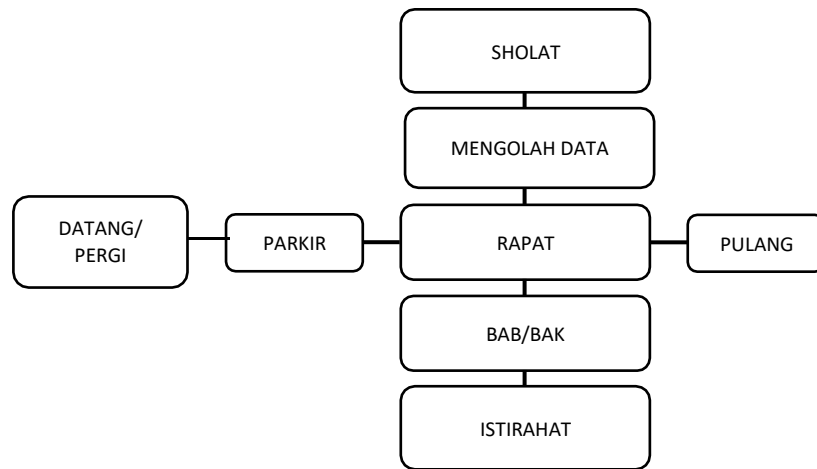 SHOLAT
MENGOLAH DATA
DATANG/
PERGI
PARKIR
RAPAT
PULANG
BAB/BAK
ISTIRAHAT